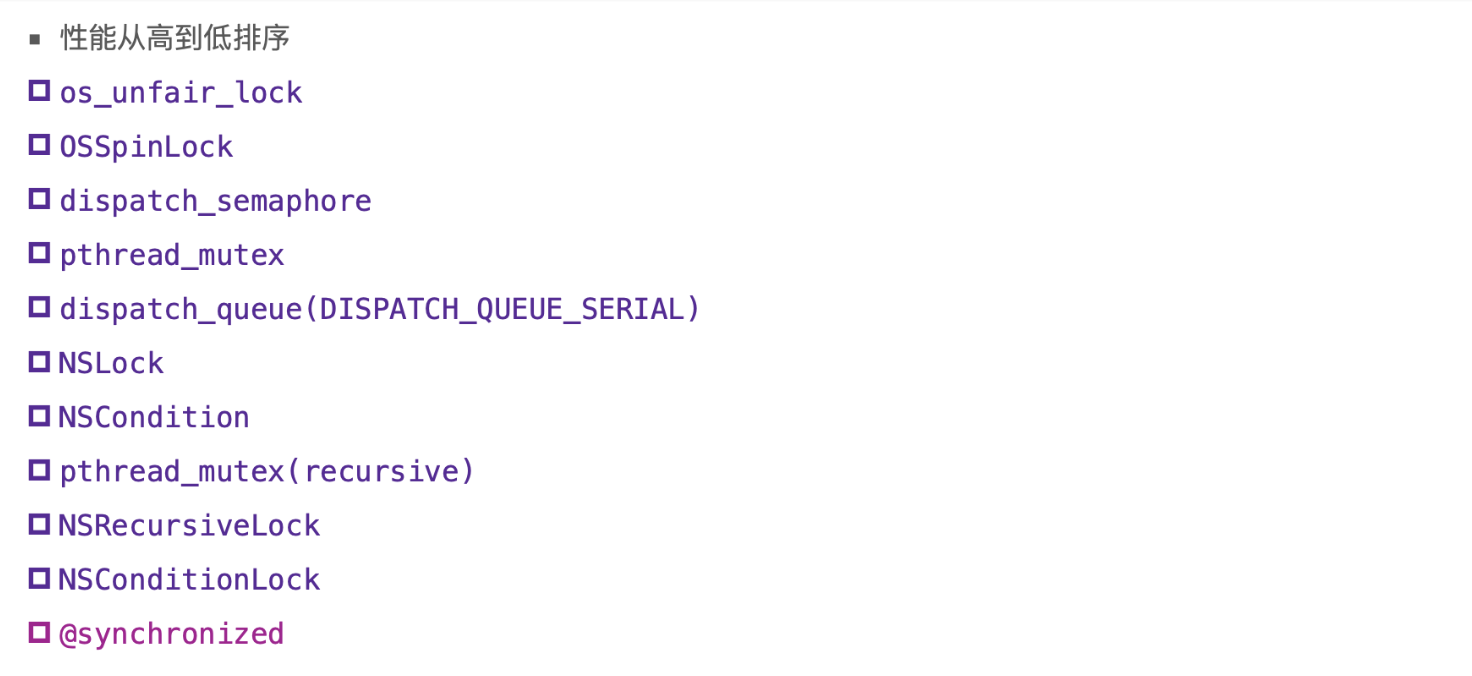 性能从高到低排序
os_unfair_lock
OSSpinLock
dispatch_semaphore
pthread_mutex
dispatch_queue(DISPATCH_QUEUE_SERIAL)
NSLock
NSCondition
pthread_mutex(recursive)
NSRecursiveLock
NSConditionLock
@synchronized